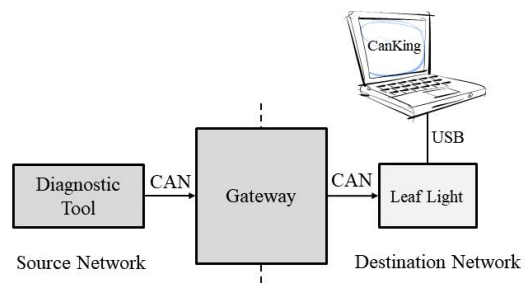 CanKing
USB
Diagnostic
Tool
CAN
Gateway
CAN
Leaf Light
Source Network
Destination Network